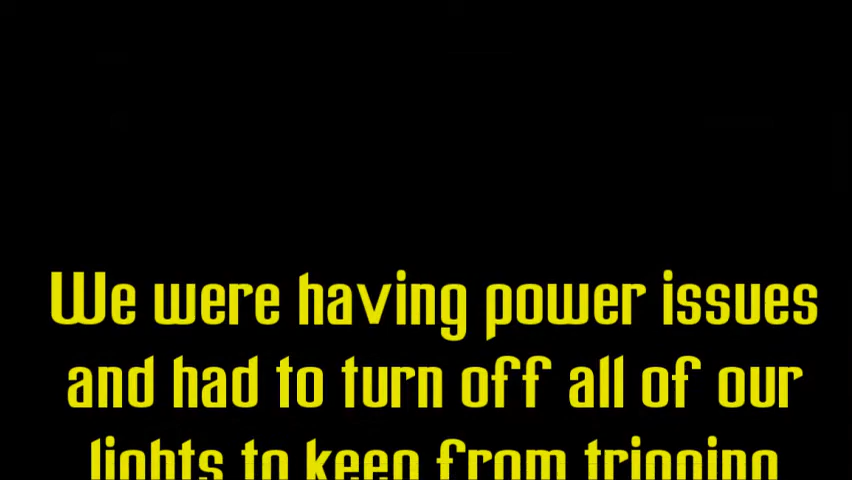 We were having power issues
and had to turn off all of our
lights to keep from tripping